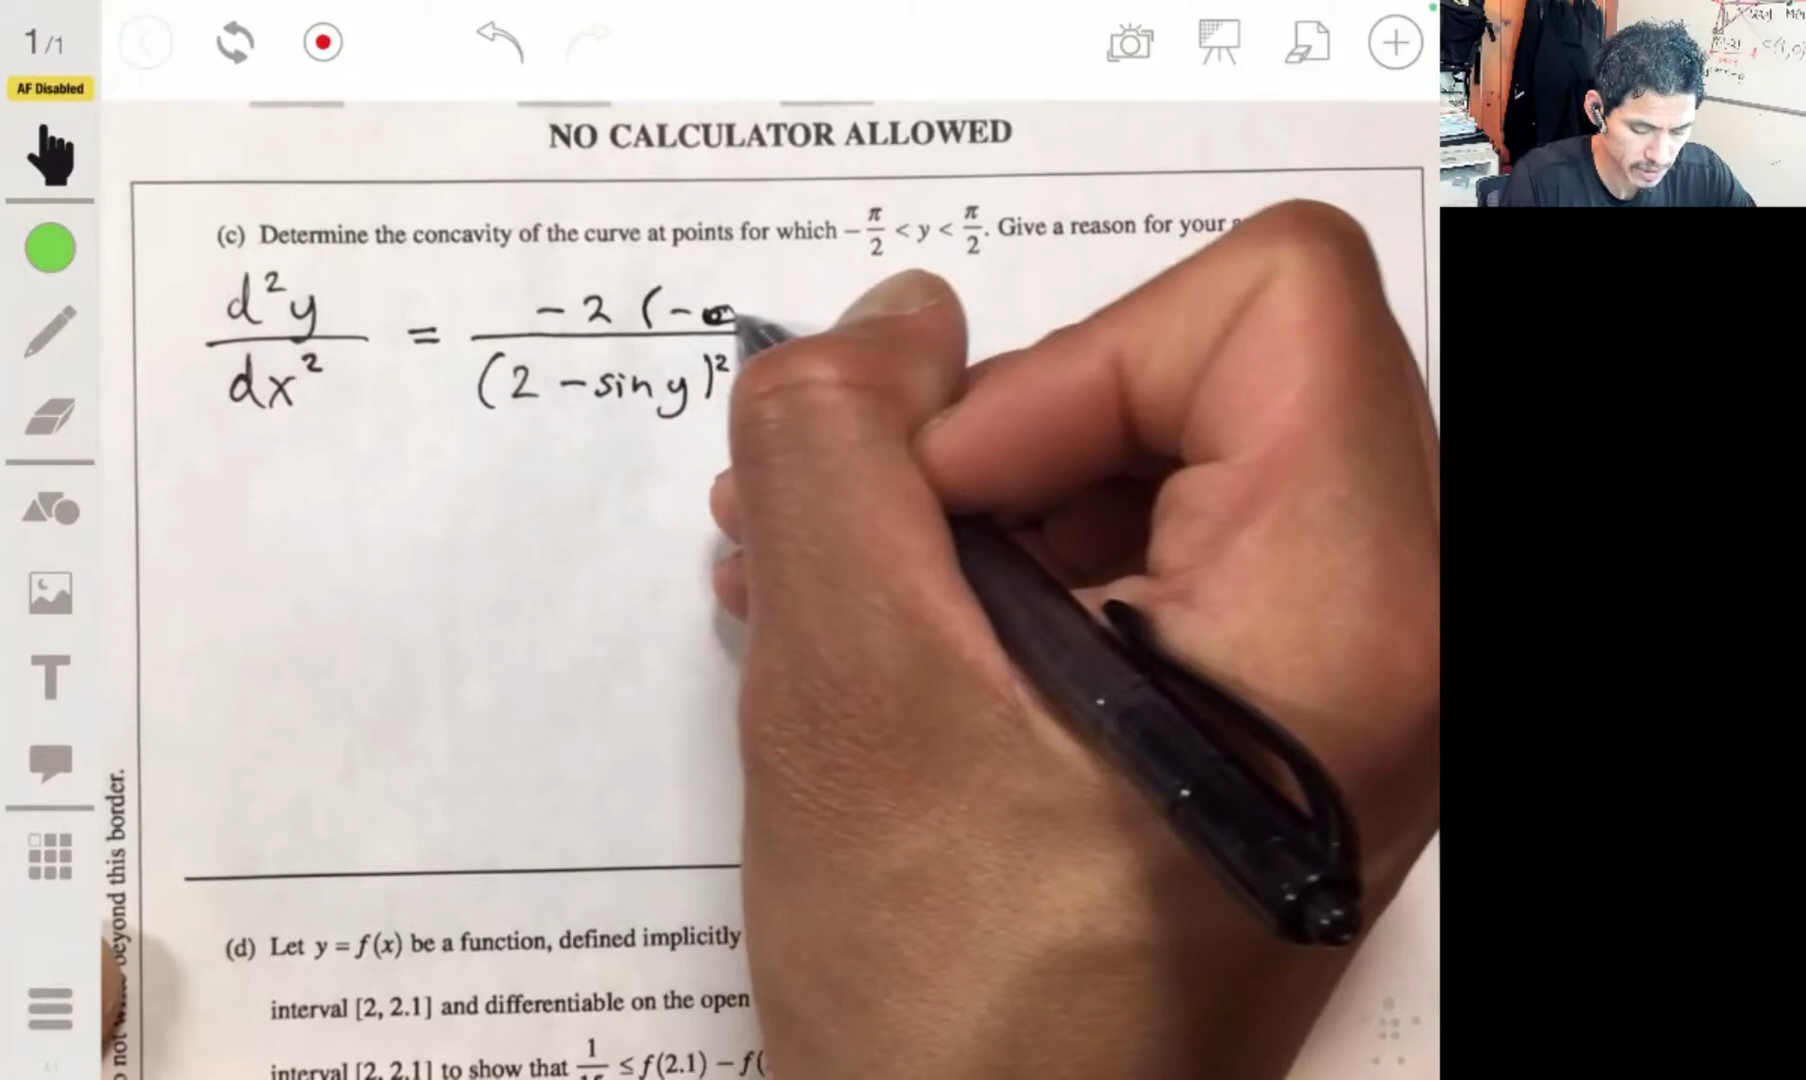 1/1
AF Disabled
NO CALCULATOR ALLOWED
(c) Determine the concavity of the curve at points for which −π/2 < y < π/2. Give a reason for your
d²y/dx² = −2 (− / (2 − sin y)²
(d) Let y = f(x) be a function, defined implicitly
interval [2, 2.1] and differentiable on the open
interval [2, 2.1] to show that 1/ ≤ f(2.1) − f(
not write beyond this border.
T